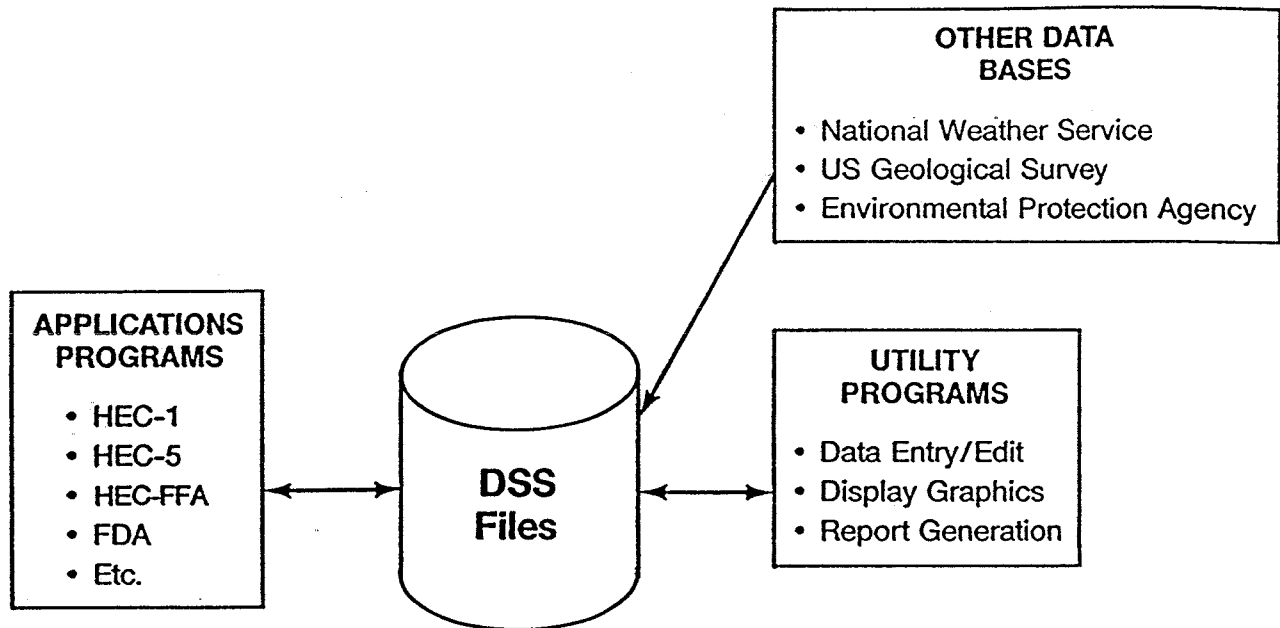 OTHER DATA
BASES
• National Weather Service
• US Geological Survey
• Environmental Protection Agency
APPLICATIONS
PROGRAMS
• HEC-1
• HEC-5
• HEC-FFA
• FDA
• Etc.
DSS
Files
UTILITY
PROGRAMS
• Data Entry/Edit
• Display Graphics
• Report Generation